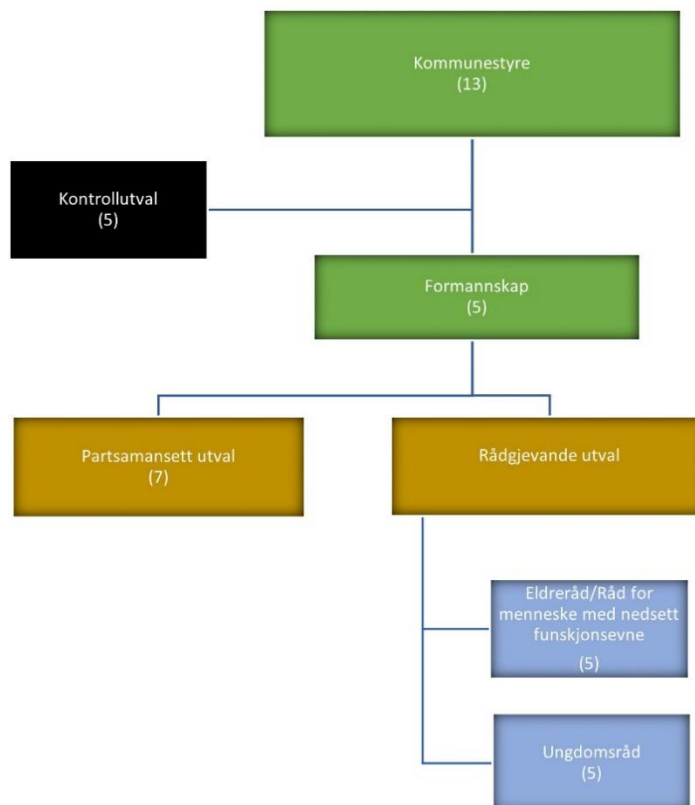 Kommunestyre
(13)
Kontrollutval
(5)
Formannskap
(5)
Partsamansett utval
(7)
Rådgjevande utval
Eldreråd/Råd for
menneske med nedsett
funskjonsevne
(5)
Ungdomsråd
(5)